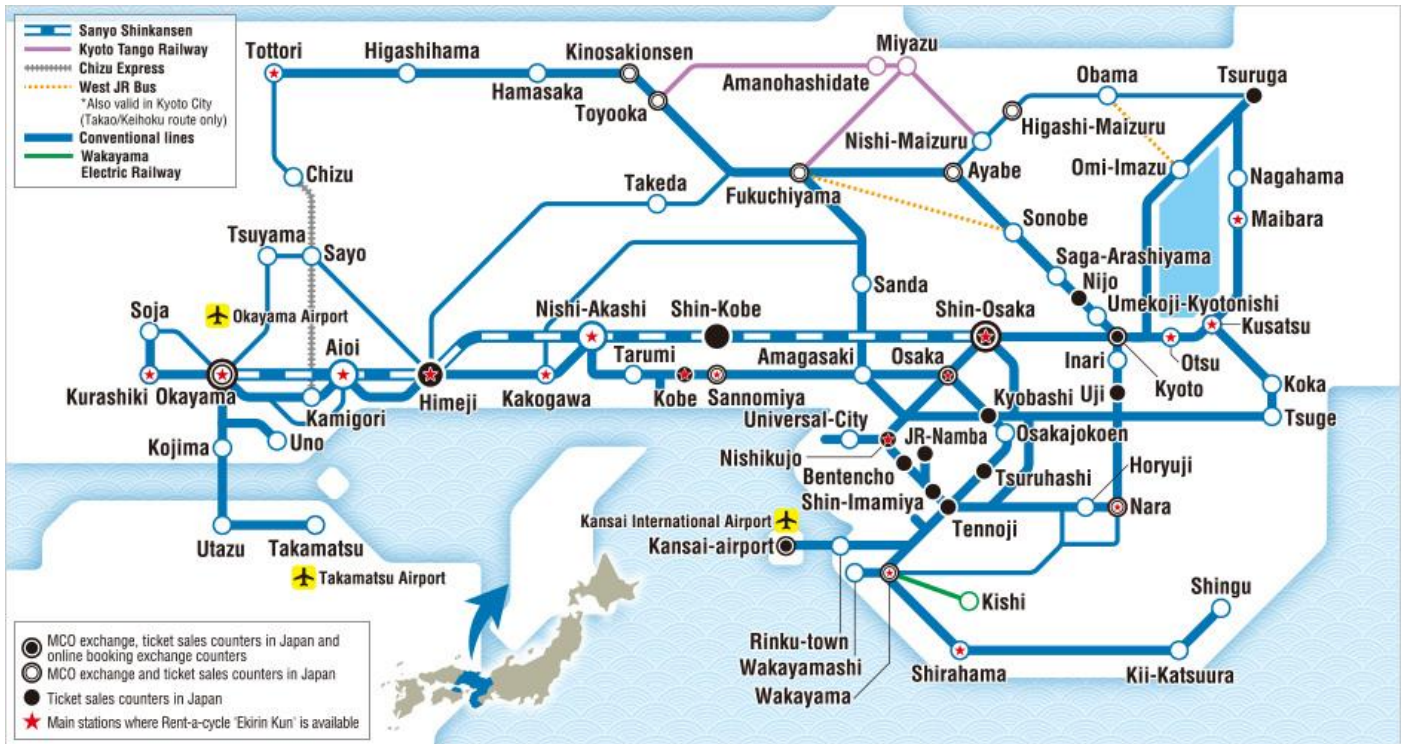 Sanyo Shinkansen
Kyoto Tango Railway
Chizu Express
West JR Bus
*Also valid in Kyoto City
(Takao/Keihoku route only)
Conventional lines
Wakayama
Electric Railway
Tottori
Higashihama
Hamasaka
Kinosakionsen
Toyooka
Amanohashidate
Miyazu
Obama
Tsuruga
Higashi-Maizuru
Nishi-Maizuru
Ayabe
Omi-Imazu
Nagahama
Maibara
Chizu
Takeda
Fukuchiyama
Sonobe
Tsuyama
Sayo
Sanda
Saga-Arashiyama
Nijo
Umekoji-Kyotonishi
Kusatsu
Soja
Okayama Airport
Aioi
Nishi-Akashi
Shin-Kobe
Shin-Osaka
Tarumi
Amagasaki
Osaka
Inari
Otsu
Kyoto
Kurashiki
Okayama
Kamigori
Himeji
Kakogawa
Kobe
Sannomiya
Kyobashi
Uji
Koka
Tsuge
Kojima
Uno
Universal-City
Nishikujo
JR-Namba
Osakajokoen
Bentencho
Tsuruhashi
Horyuji
Shin-Imamiya
Tennoji
Nara
Utazu
Takamatsu
Takamatsu Airport
Kansai International Airport
Kansai-airport
Kishi
Shingu
Rinku-town
Wakayamashi
Wakayama
Shirahama
Kii-Katsuura
MCO exchange, ticket sales counters in Japan and
online booking exchange counters
MCO exchange and ticket sales counters in Japan
Ticket sales counters in Japan
Main stations where Rent-a-cycle 'Ekirin Kun' is available